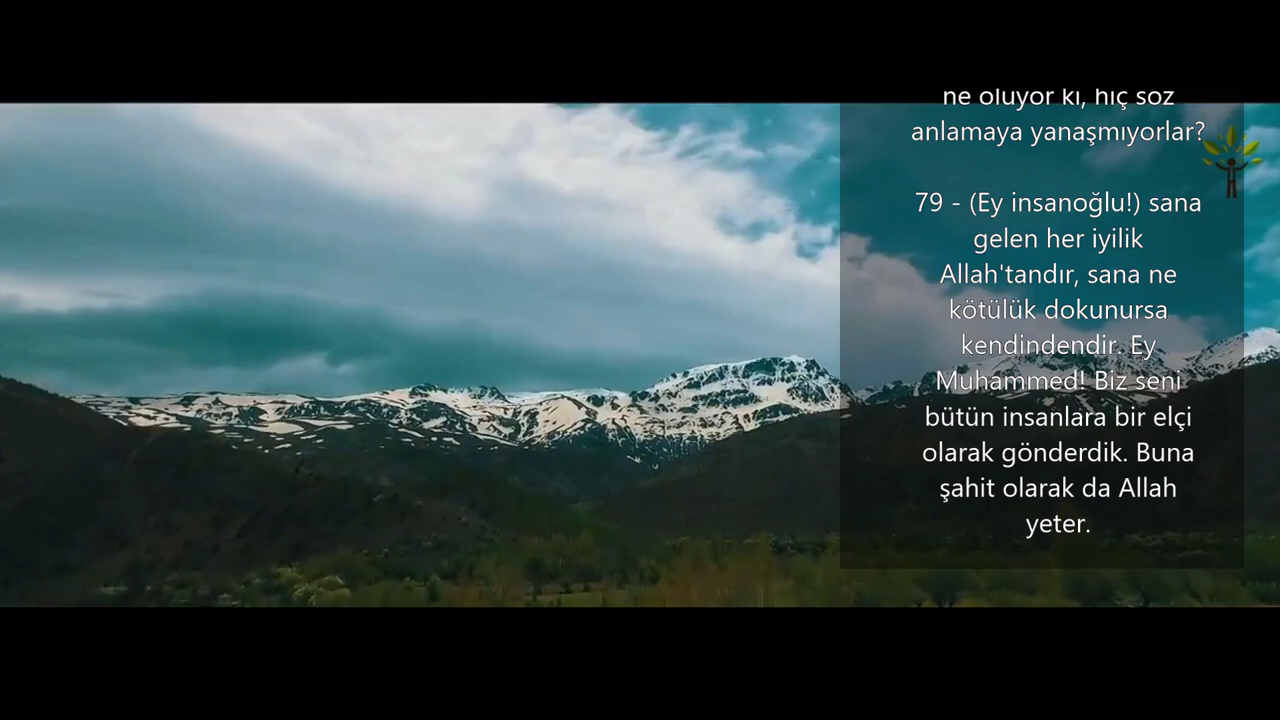 ne oluyor ki, hiç söz
anlamaya yanaşmıyorlar?
79 - (Ey insanoğlu!) sana
gelen her iyilik
Allah'tandır, sana ne
kötülük dokunursa
kendindendir. Ey
Muhammed! Biz seni
bütün insanlara bir elçi
olarak gönderdik. Buna
şahit olarak da Allah
yeter.